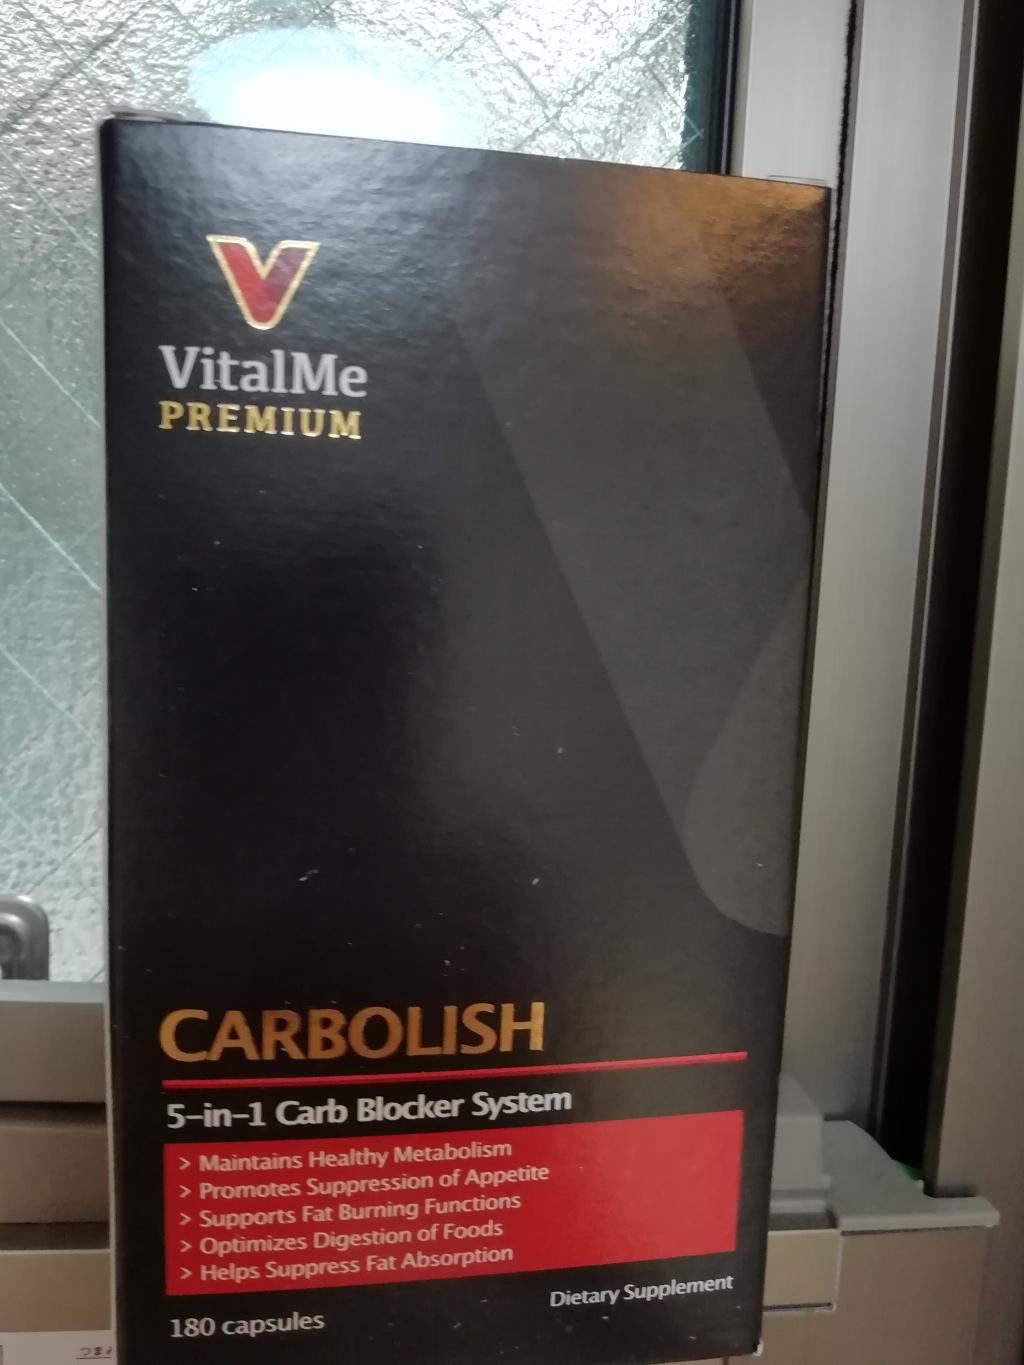 V
VitalMe
PREMIUM
CARBOLISH
5-in-1 Carb Blocker System
> Maintains Healthy Metabolism
> Promotes Suppression of Appetite
> Supports Fat Burning Functions
> Optimizes Digestion of Foods
> Helps Suppress Fat Absorption
Dietary Supplement
180 capsules